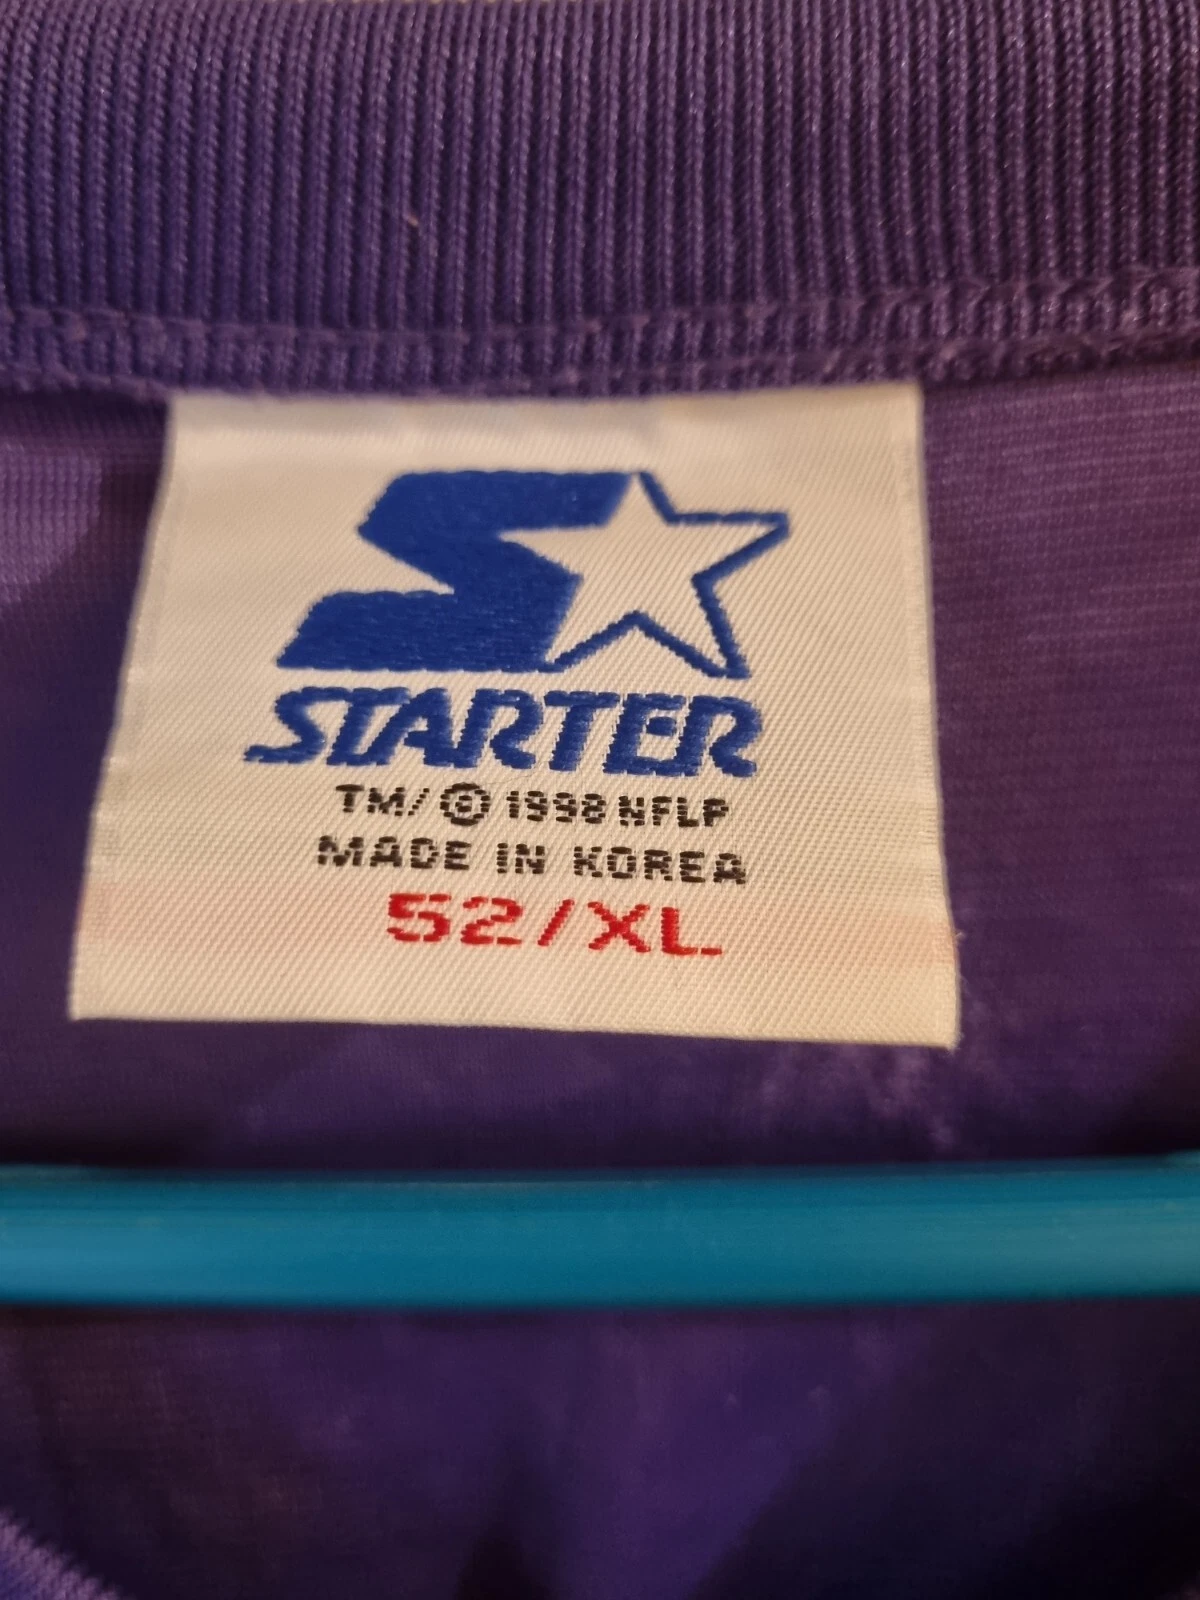 STARTER
TM/© 1998 NFLP
MADE IN KOREA
52/XL